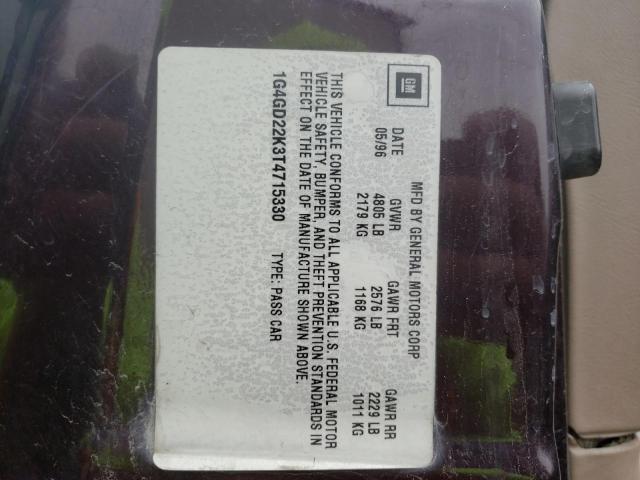 GM
MFD BY GENERAL MOTORS CORP
DATE GVWR GAWR FRT GAWR RR
05/96 4805 LB 2576 LB 2229 LB
2179 KG 1168 KG 1011 KG
THIS VEHICLE CONFORMS TO ALL APPLICABLE U.S. FEDERAL MOTOR
VEHICLE SAFETY, BUMPER, AND THEFT PREVENTION STANDARDS IN
EFFECT ON THE DATE OF MANUFACTURE SHOWN ABOVE.
1G4GD22K3T4715330 TYPE: PASS CAR